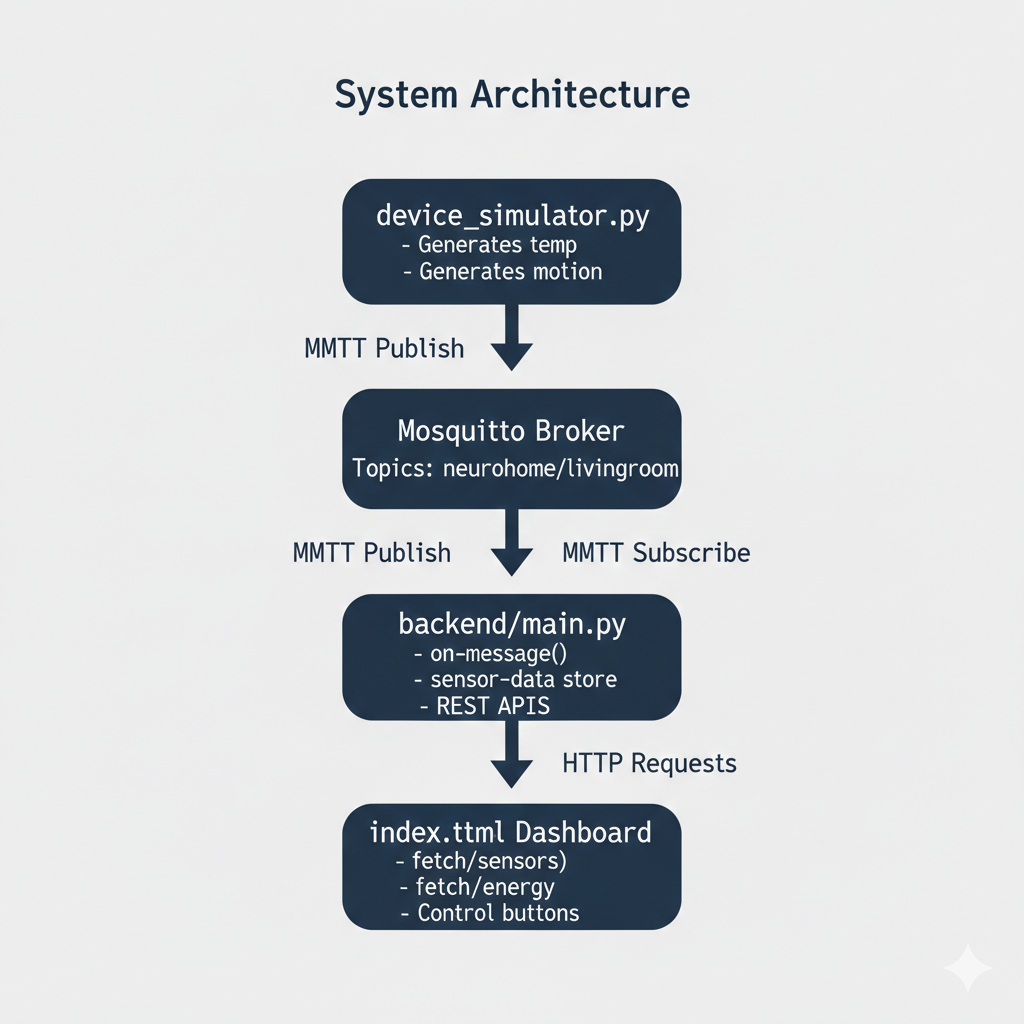 System Architecture
device_simulator.py
- Generates temp
- Generates motion
MMTT Publish
Mosquitto Broker
Topics: neurohome/livingroom
MMTT Publish
MMTT Subscribe
backend/main.py
- on-message()
- sensor-data store
- REST APIS
HTTP Requests
index.ttml Dashboard
- fetch/sensors)
- fetch/energy
- Control buttons